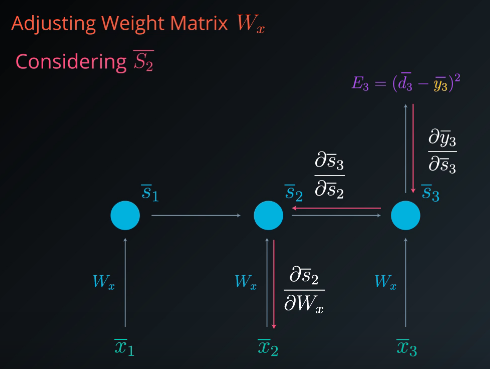 Adjusting Weight Matrix $W_x$
Considering $\overline{S_2}$
$E_3 = (\overline{d}_3 - \overline{y}_3)^2$
$\frac{\partial \overline{y}_3}{\partial \overline{s}_3}$
$\frac{\partial \overline{s}_3}{\partial \overline{s}_2}$
$\overline{s}_1$ $\overline{s}_2$ $\overline{s}_3$
$W_x$ $W_x$ $\frac{\partial \overline{s}_2}{\partial W_x}$ $W_x$
$\overline{x}_1$ $\overline{x}_2$ $\overline{x}_3$